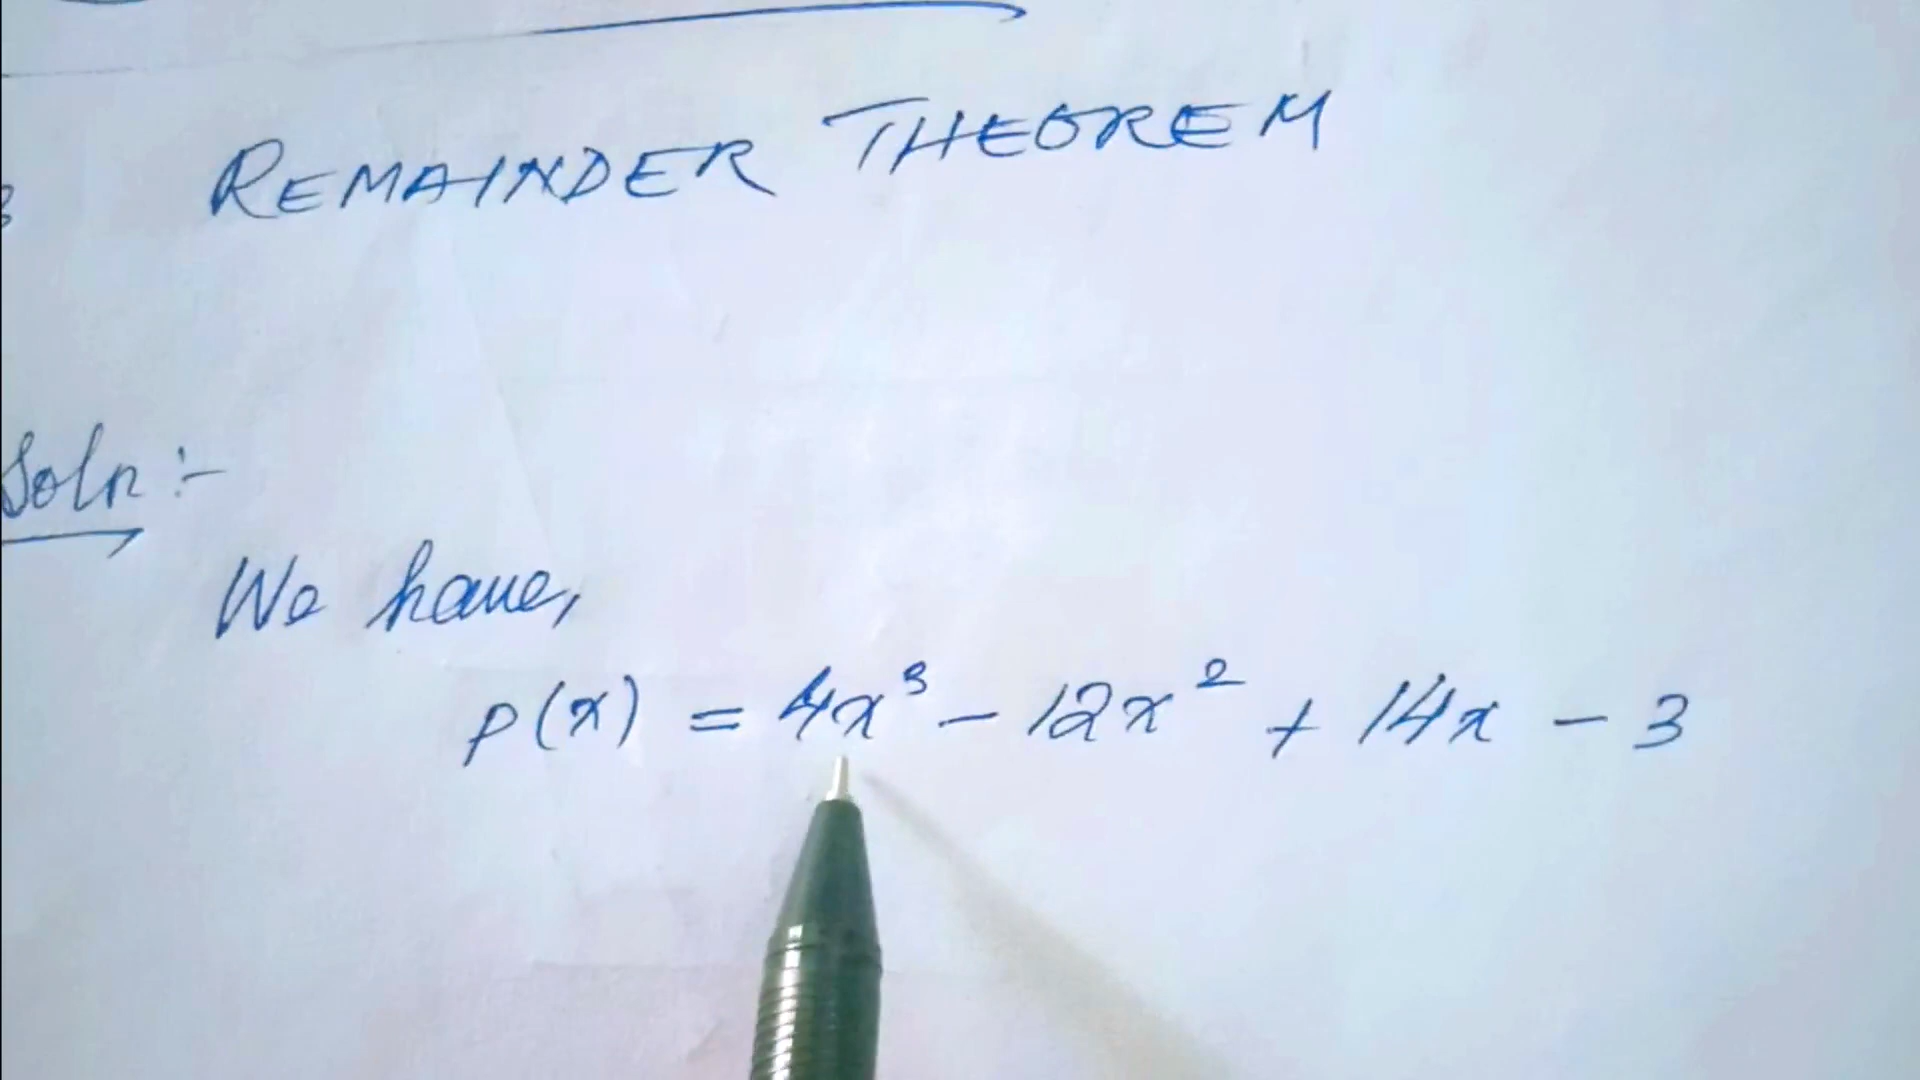 REMAINDER THEOREM
Soln :-
We have,
p(x) = 4x³ - 12x² + 14x - 3